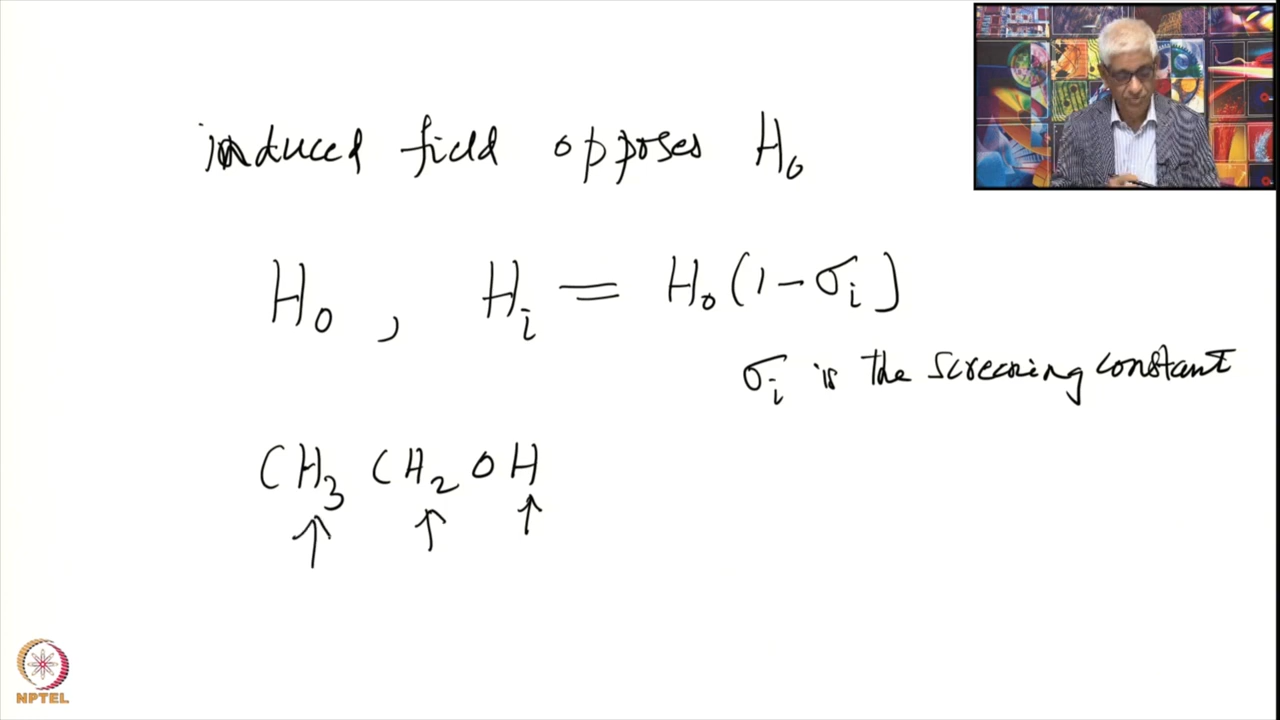 induced field opposes H₀
H₀ , Hᵢ = H₀(1-σᵢ)
σᵢ is the screening constant
CH₃ CH₂ OH
↑ ↑ ↑
NPTEL